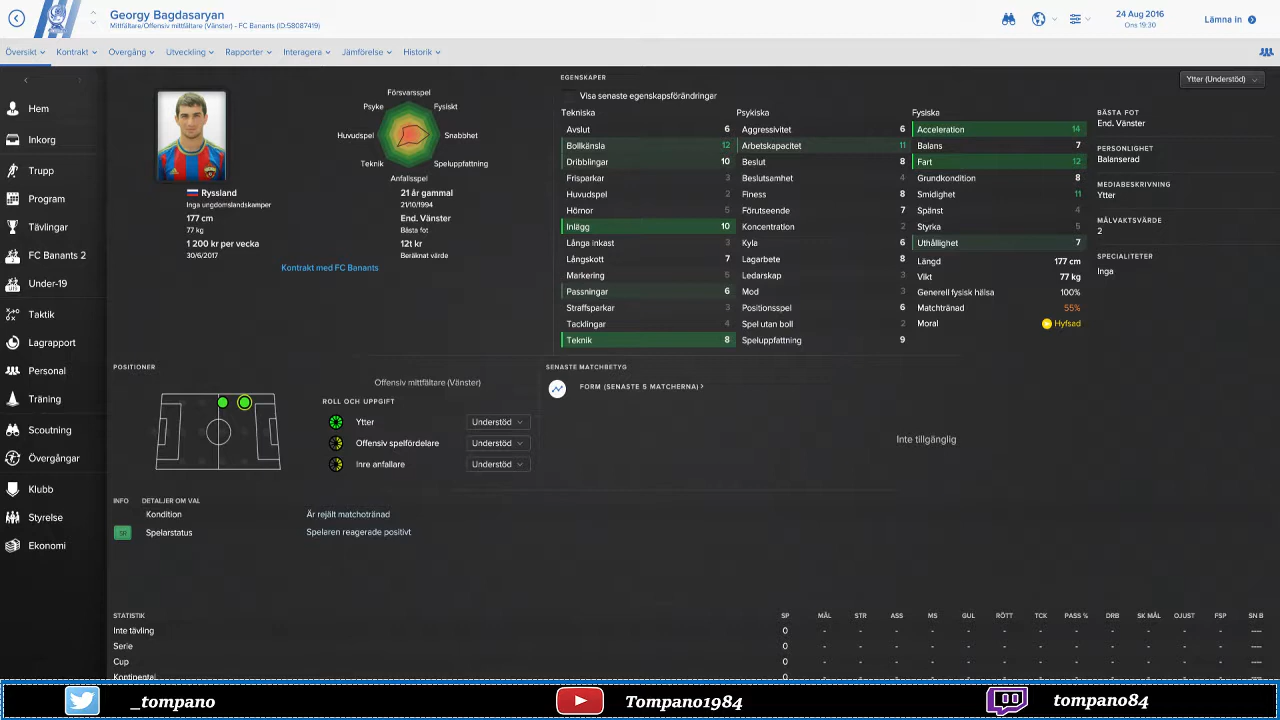 Georgy Bagdasaryan
Mittfältare/Offensiv mittfältare (Vänster) - FC Banants (ID:58087419)
24 Aug 2016
Ons 19:30
Lämna in
Översikt
Kontrakt
Övergång
Utveckling
Rapporter
Interagera
Jämförelse
Historik
Hem
Inkorg
Trupp
Program
Tävlingar
FC Banants 2
Under-19
Taktik
Lagrapport
Personal
Träning
Scoutning
Övergångar
Klubb
Styrelse
Ekonomi
Ryssland
Inga ungdomslandskamper
177 cm
77 kg
1 200 kr per vecka
30/6/2017
Försvarsspel
Fysiskt
Snabbhet
Speluppfattning
Anfallsspel
Teknik
Huvudspel
Psyke
21 år gammal
21/10/1994
End. Vänster
Bästa fot
12t kr
Beräknat värde
Kontrakt med FC Banants
EGENSKAPER
Visa senaste egenskapsförändringar
Ytter (Understöd)
Tekniska
Avslut 6
Bollkänsla 12
Dribblingar 10
Frisparkar 3
Huvudspel 2
Hörnor 5
Inlägg 10
Långa inkast 3
Långskott 7
Markering 5
Passningar 6
Straffsparkar 3
Tacklingar 4
Teknik 8
Psykiska
Aggressivitet 6
Arbetskapacitet 11
Beslut 8
Beslutsamhet 4
Finess 8
Förutseende 7
Koncentration 2
Kyla 6
Lagarbete 8
Ledarskap 3
Mod 3
Positionsspel 6
Spel utan boll 2
Speluppfattning 9
Fysiska
Acceleration 14
Balans 7
Fart 12
Grundkondition 8
Smidighet 11
Spänst 4
Styrka 5
Uthållighet 7
Längd 177 cm
Vikt 77 kg
Generell fysisk hälsa 100%
Matchtränad 55%
Moral Hyfsad
BÄSTA FOT
End. Vänster
PERSONLIGHET
Balanserad
MEDIABESKRIVNING
Ytter
MÅLVAKTSVÄRDE
2
SPECIALITETER
Inga
POSITIONER
Offensiv mittfältare (Vänster)
ROLL OCH UPPGIFT
Ytter Understöd
Offensiv spelfördelare Understöd
Inre anfallare Understöd
SENASTE MATCHBETYG
FORM (SENASTE 5 MATCHERNA) >
Inte tillgänglig
INFO DETALJER OM VAL
Kondition Är rejält matchotränad
SR Spelarstatus Spelaren reagerade positivt
STATISTIK SP MÅL STR ASS MS GUL RÖTT TCK PASS % DRB SK MÅL OJUST FSP SN B
Inte tävling 0 - - - - - - - - - - - - ----
Serie 0 - - - - - - - - - - - - ----
Cup 0 - - - - - - - - - - - - ----
Kontinental 0 - - - - - - - - - - - - ----
_tompano
Tompano1984
tompano84